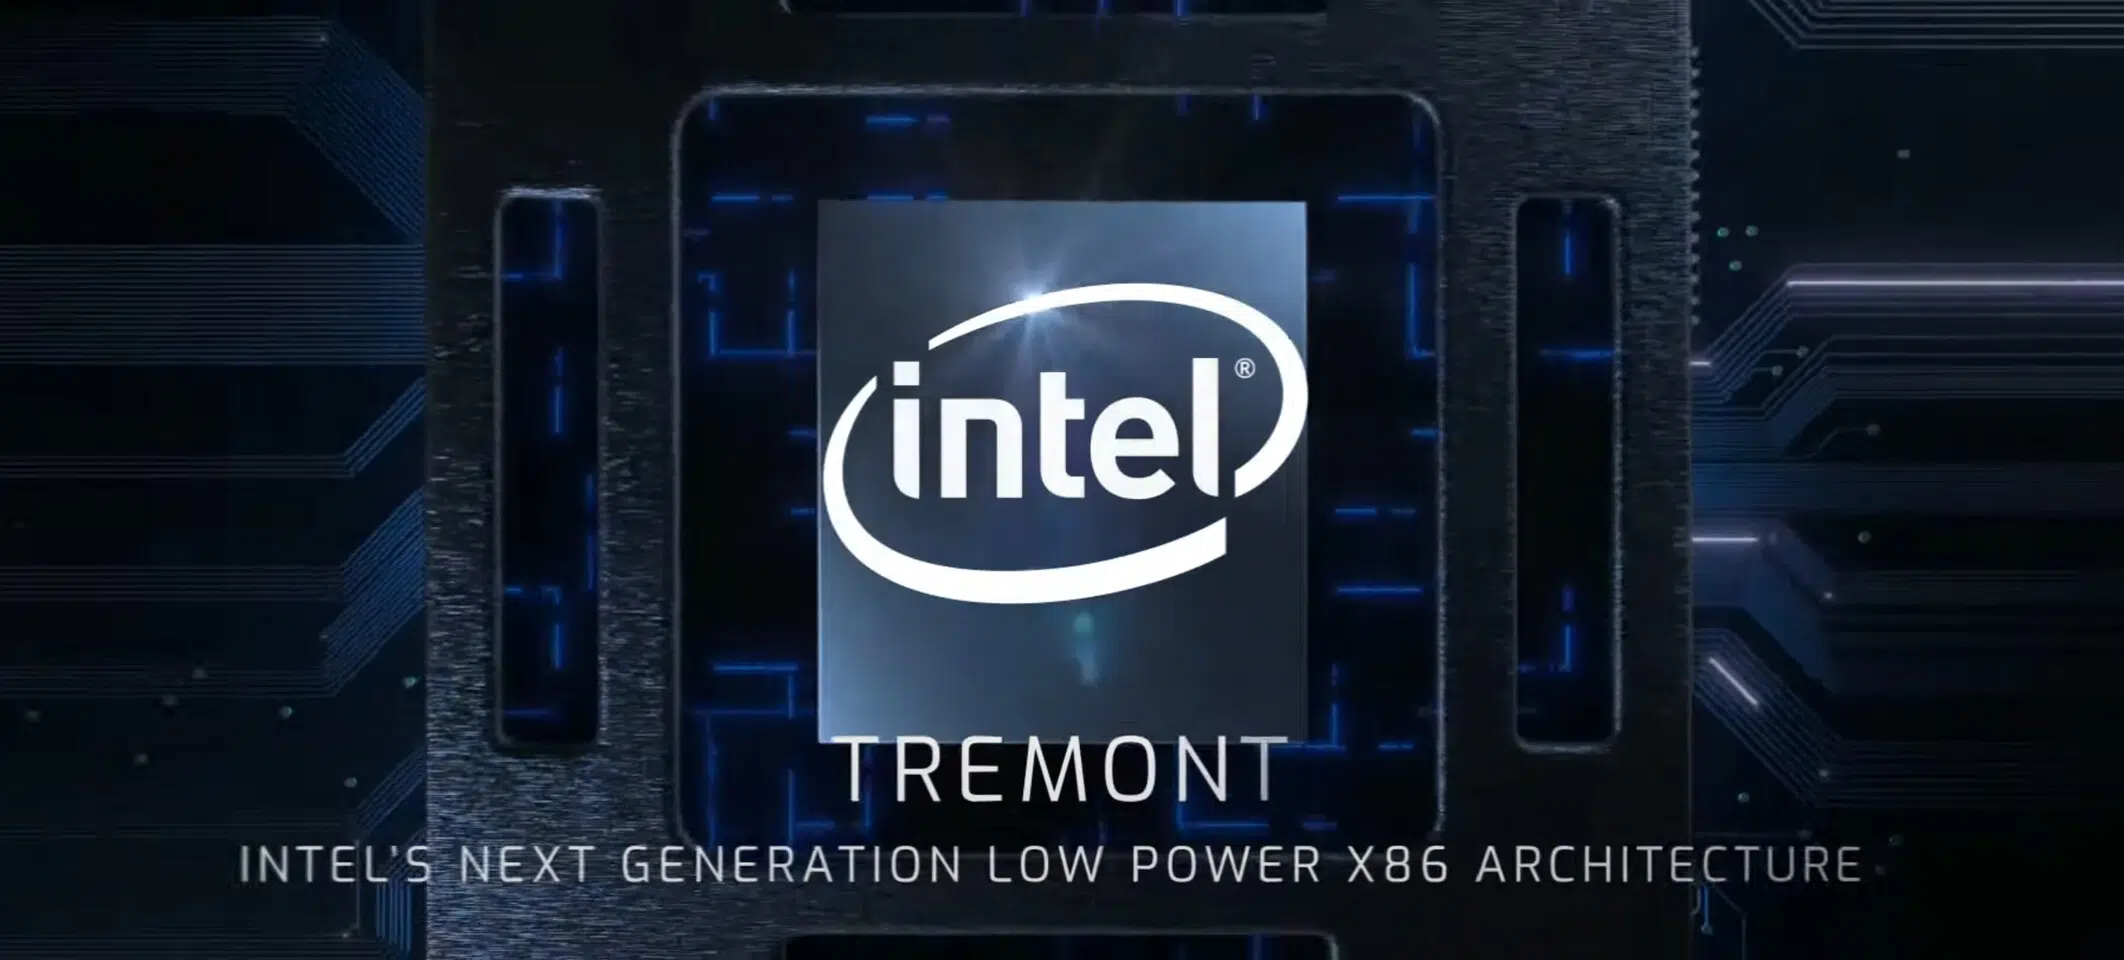 intel®
TREMONT
INTEL'S NEXT GENERATION LOW POWER X86 ARCHITECTURE